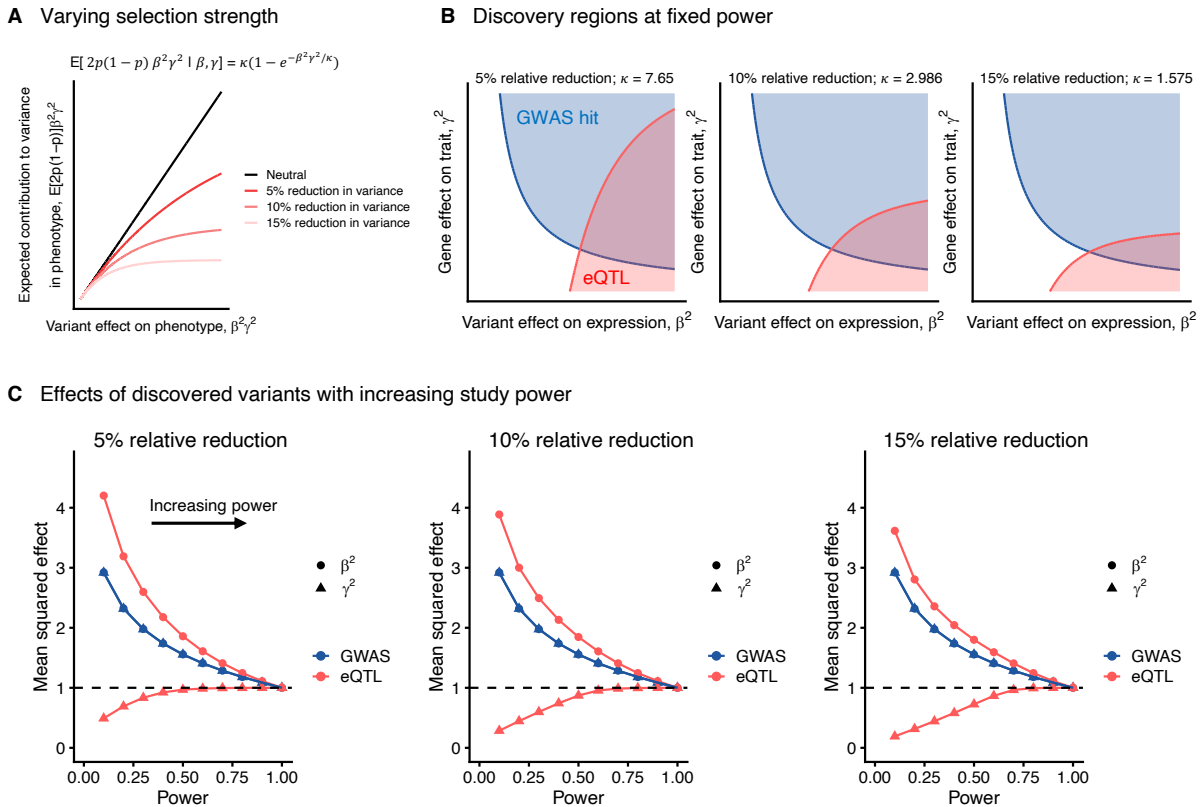 A Varying selection strength
E[ 2p(1 − p) β²γ² | β, γ] = κ(1 − e^{−β²γ²/κ})
Expected contribution to variance
in phenotype, E[2p(1−p)]β²γ²
Neutral
5% reduction in variance
10% reduction in variance
15% reduction in variance
Variant effect on phenotype, β²γ²
B Discovery regions at fixed power
5% relative reduction; κ = 7.65
Gene effect on trait, γ²
GWAS hit
eQTL
Variant effect on expression, β²
10% relative reduction; κ = 2.986
Gene effect on trait, γ²
Variant effect on expression, β²
15% relative reduction; κ = 1.575
Gene effect on trait, γ²
Variant effect on expression, β²
C Effects of discovered variants with increasing study power
5% relative reduction
Mean squared effect
4
3
2
1
0
Increasing power
β²
γ²
GWAS
eQTL
0.00 0.25 0.50 0.75 1.00
Power
10% relative reduction
Mean squared effect
4
3
2
1
0
β²
γ²
GWAS
eQTL
0.00 0.25 0.50 0.75 1.00
Power
15% relative reduction
Mean squared effect
4
3
2
1
0
β²
γ²
GWAS
eQTL
0.00 0.25 0.50 0.75 1.00
Power